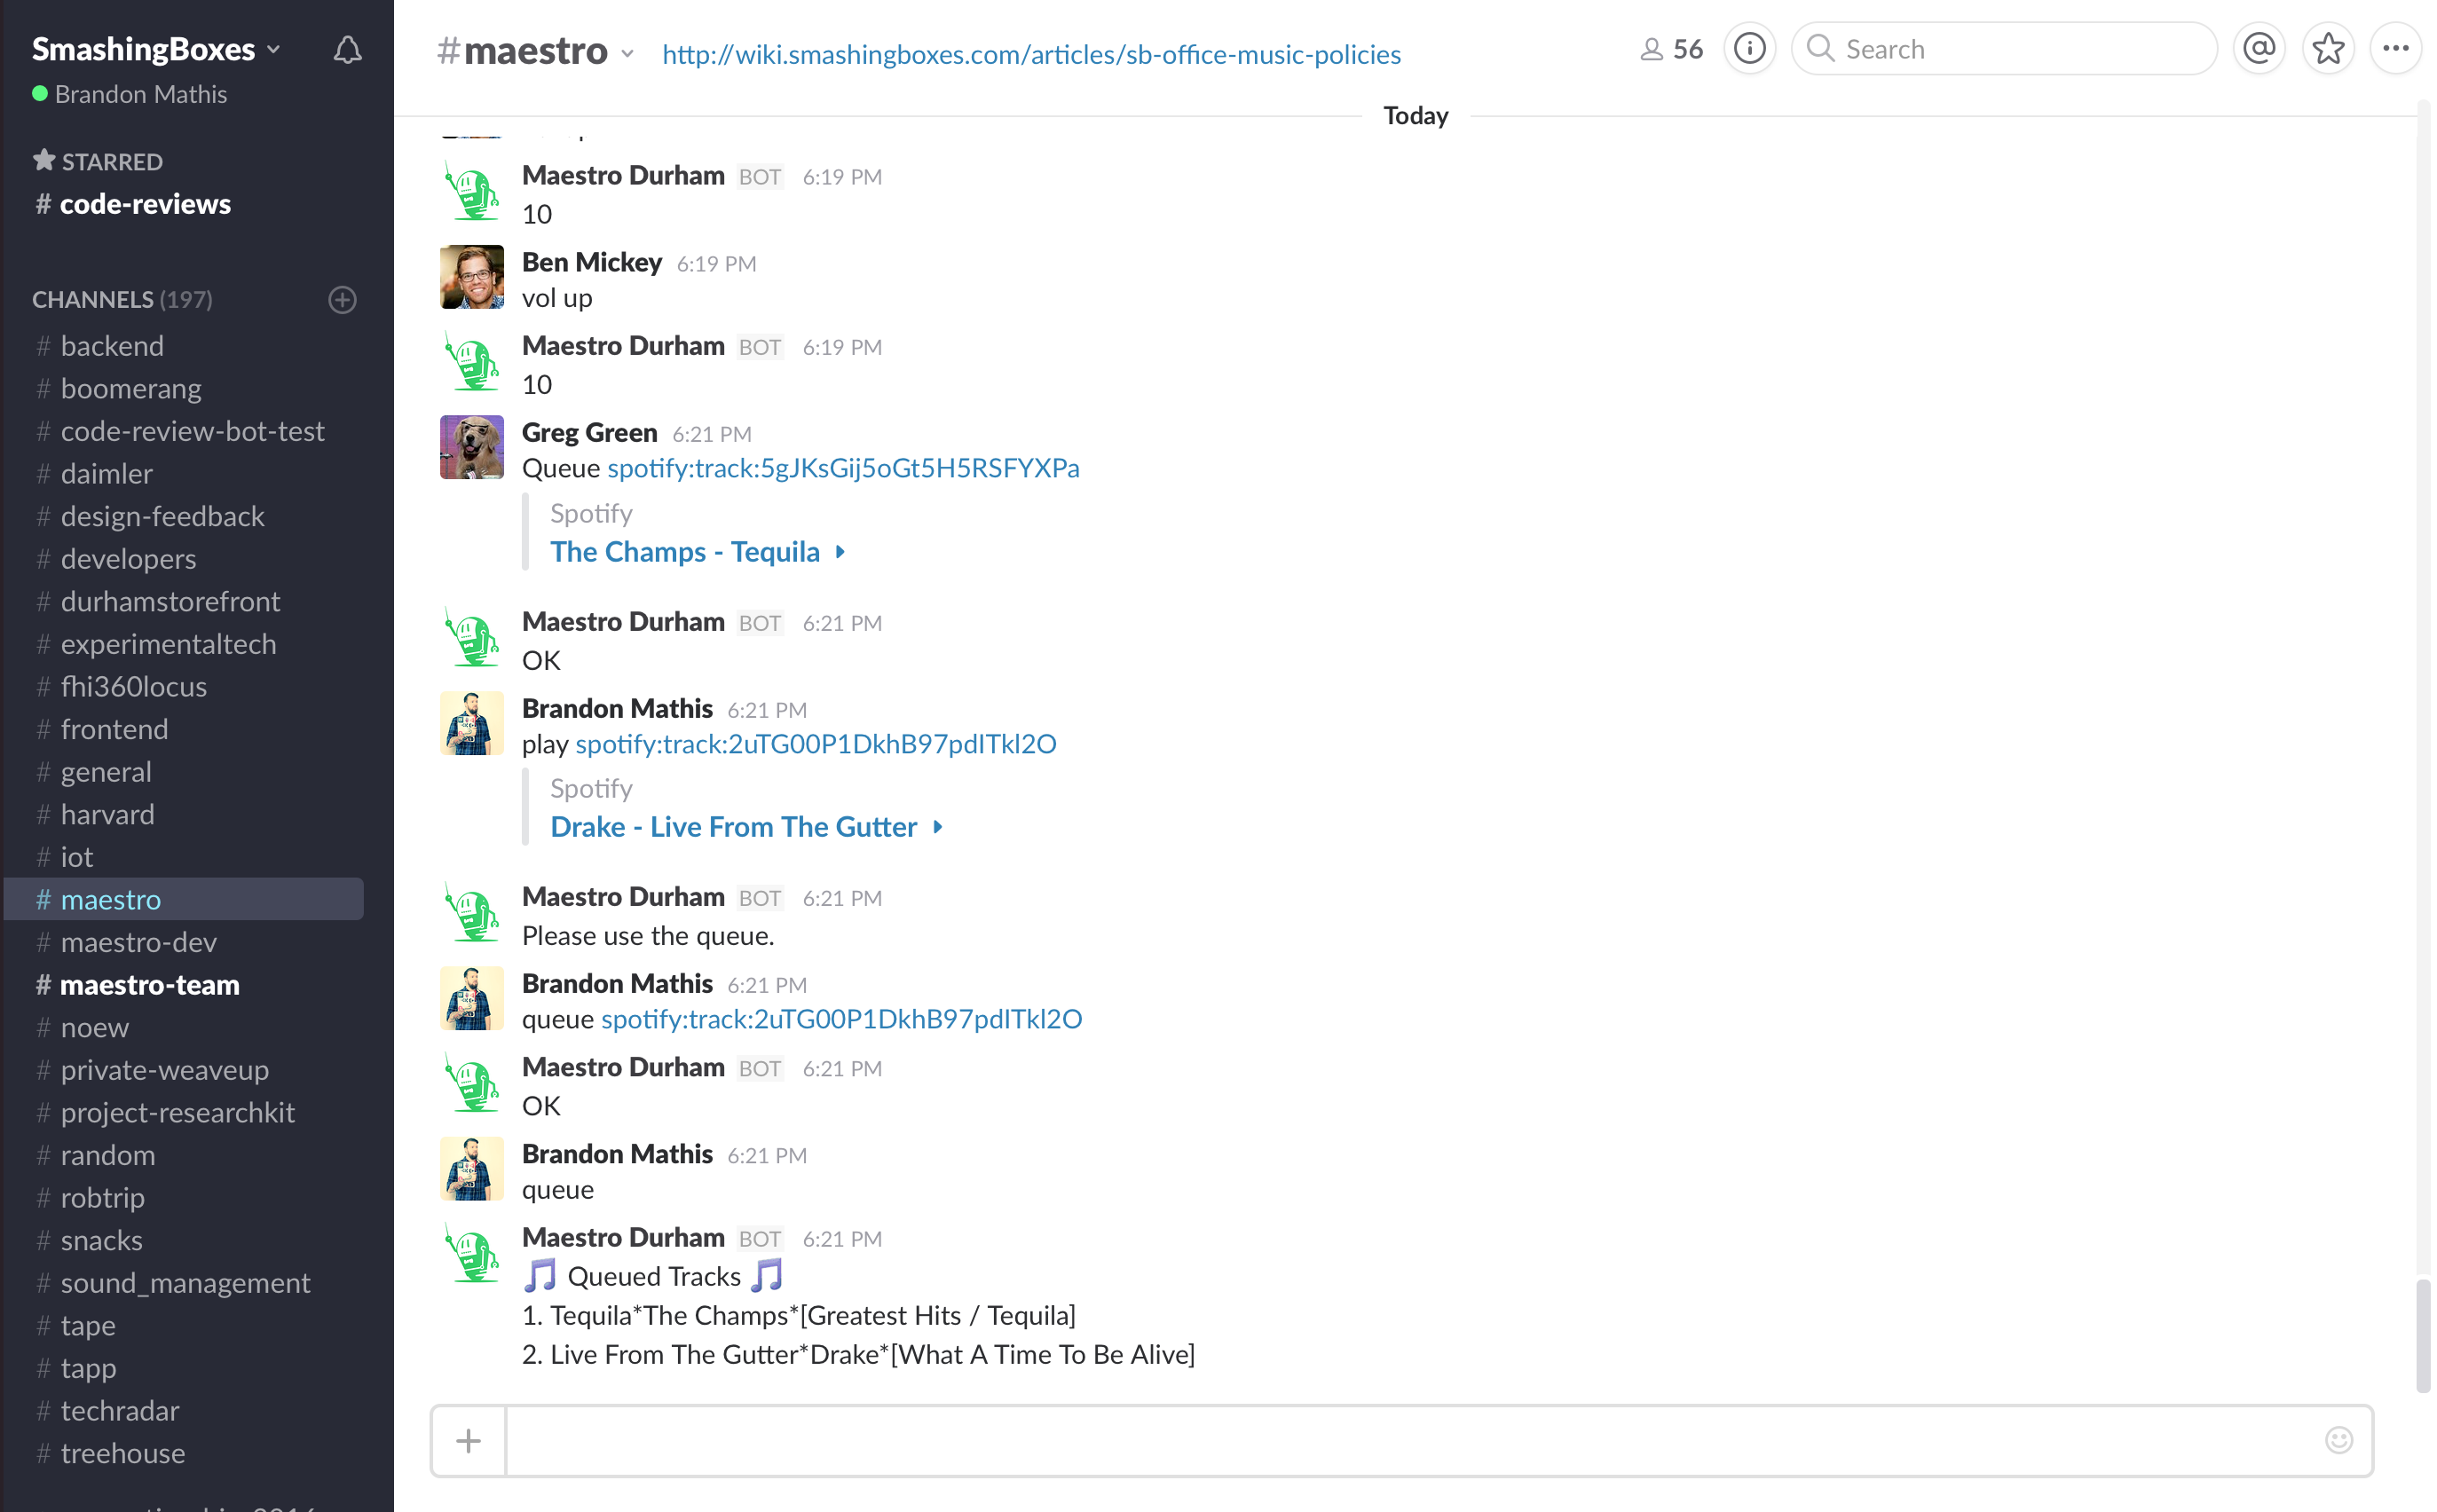 SmashingBoxes
Brandon Mathis
STARRED
# code-reviews
CHANNELS (197)
# backend
# boomerang
# code-review-bot-test
# daimler
# design-feedback
# developers
# durhamstorefront
# experimentaltech
# fhi360locus
# frontend
# general
# harvard
# iot
# maestro
# maestro-dev
# maestro-team
# noew
# private-weaveup
# project-researchkit
# random
# robtrip
# snacks
# sound_management
# tape
# tapp
# techradar
# treehouse
#maestro http://wiki.smashingboxes.com/articles/sb-office-music-policies 56 Search
Today
Maestro Durham BOT 6:19 PM
10
Ben Mickey 6:19 PM
vol up
Maestro Durham BOT 6:19 PM
10
Greg Green 6:21 PM
Queue spotify:track:5gJKsGij5oGt5H5RSFYXPa
Spotify
The Champs - Tequila
Maestro Durham BOT 6:21 PM
OK
Brandon Mathis 6:21 PM
play spotify:track:2uTG00P1DkhB97pdITkl2O
Spotify
Drake - Live From The Gutter
Maestro Durham BOT 6:21 PM
Please use the queue.
Brandon Mathis 6:21 PM
queue spotify:track:2uTG00P1DkhB97pdITkl2O
Maestro Durham BOT 6:21 PM
OK
Brandon Mathis 6:21 PM
queue
Maestro Durham BOT 6:21 PM
🎵 Queued Tracks 🎵
1. Tequila*The Champs*[Greatest Hits / Tequila]
2. Live From The Gutter*Drake*[What A Time To Be Alive]